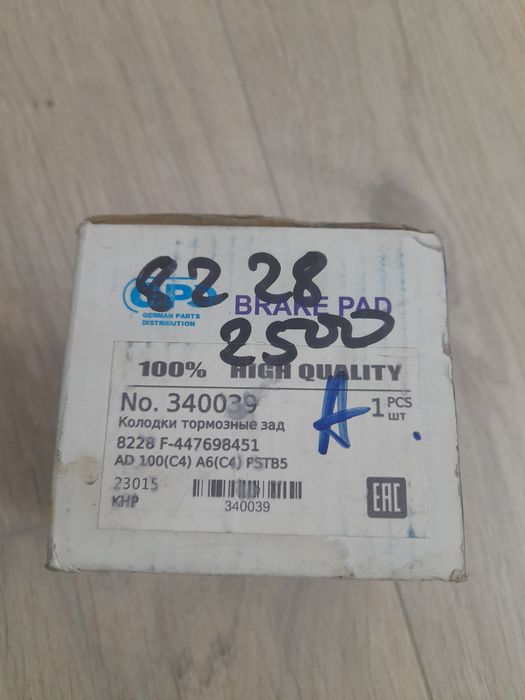 8228
GPD BRAKE PAD
GERMAN PARTS
DISTRIBUTION
2500
100% HIGH QUALITY
No. 340039
A
1 PCS
шт
Колодки тормозные зад
8228 F-447698451
AD 100(C4) A6(C4) PSTB5
23015
KHP
340039
EAC